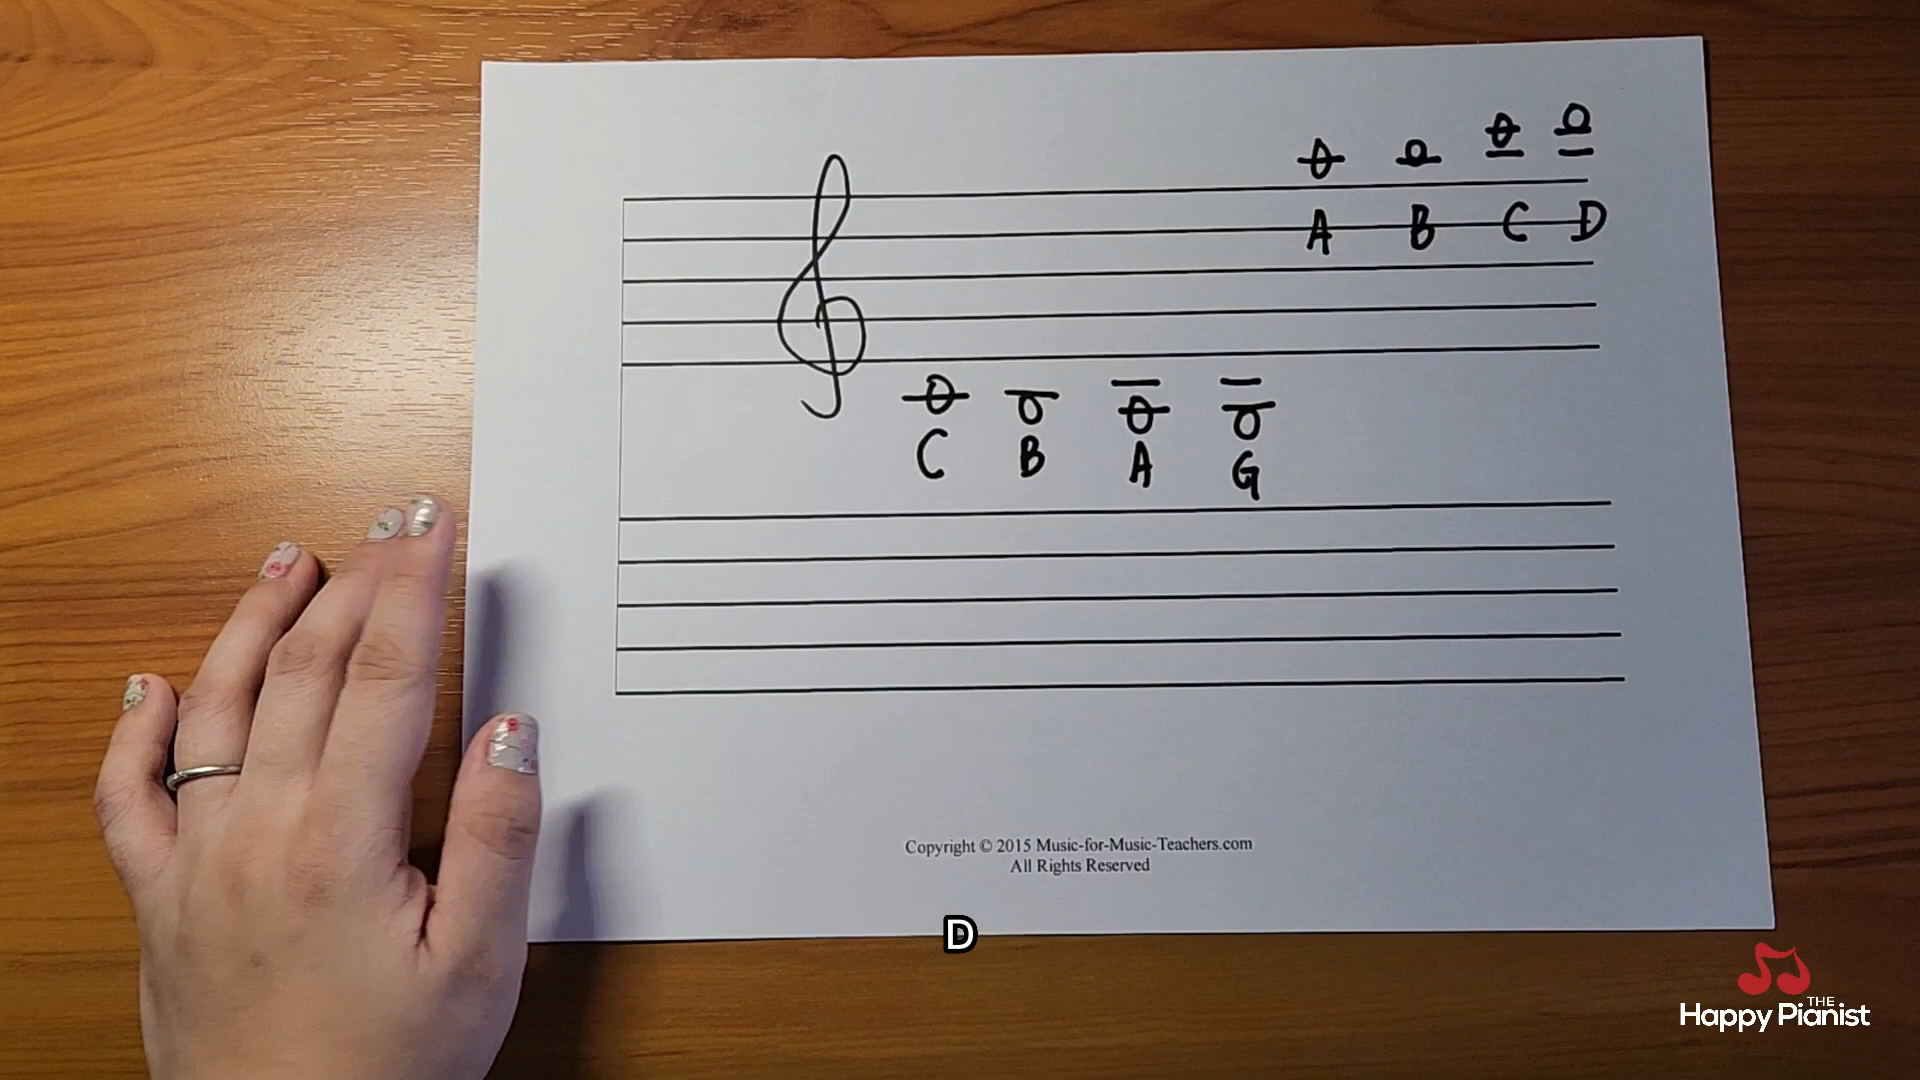 A B C D
C B A G
Copyright © 2015 Music-for-Music-Teachers.com
All Rights Reserved
D
THE
Happy Pianist